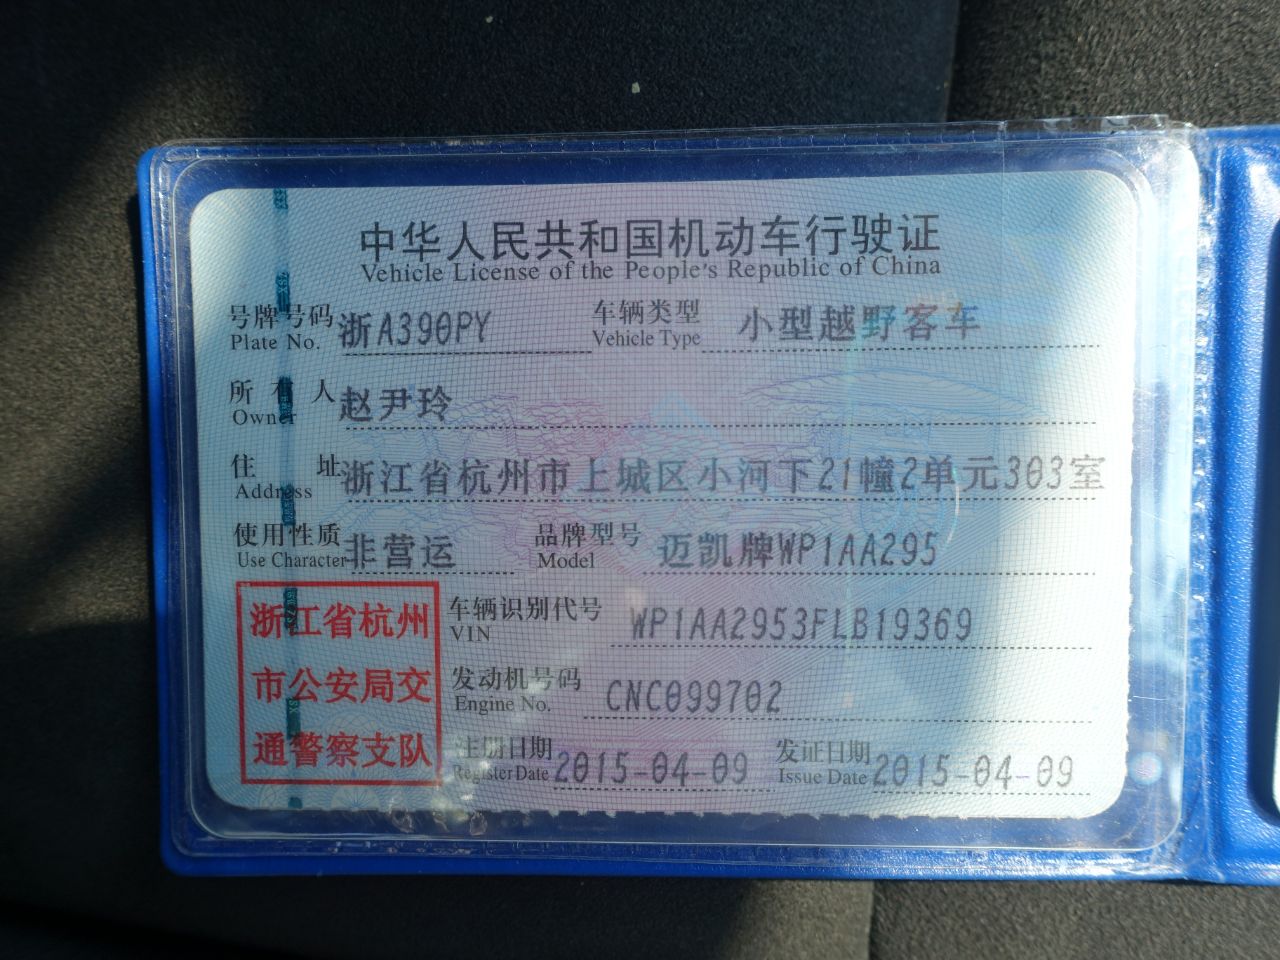 中华人民共和国机动车行驶证
Vehicle License of the People's Republic of China
号牌号码 浙A390PY 车辆类型 小型越野客车
Plate No. Vehicle Type
所有人 赵尹玲
Owner
住址 浙江省杭州市上城区小河下21幢2单元303室
Address
使用性质 非营运 品牌型号 迈凯牌WP1AA295
Use Character Model
浙江省杭州
市公安局交
通警察支队
车辆识别代号 WP1AA2953FLB19369
VIN
发动机号码 CNC099702
Engine No.
注册日期 2015-04-09 发证日期 2015-04-09
Register Date Issue Date